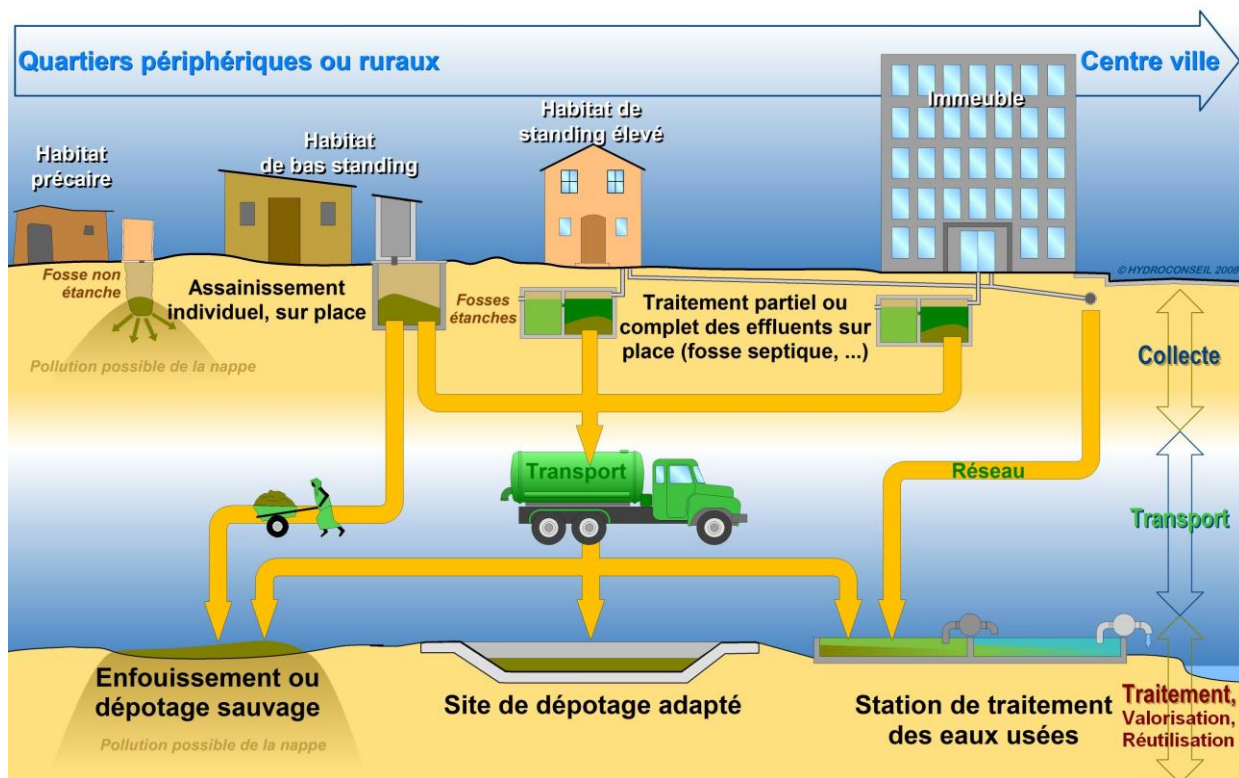 Quartiers périphériques ou ruraux
Centre ville
Immeuble
Habitat de
standing élevé
Habitat
de bas standing
Habitat
précaire
© HYDROCONSEIL 2008
Fosse non
étanche
Assainissement
individuel, sur place
Fosses
étanches
Traitement partiel ou
complet des effluents sur
place (fosse septique, ...)
Pollution possible de la nappe
Collecte
Transport
Réseau
Transport
Enfouissement ou
dépotage sauvage
Pollution possible de la nappe
Site de dépotage adapté
Station de traitement
des eaux usées
Traitement,
Valorisation,
Réutilisation